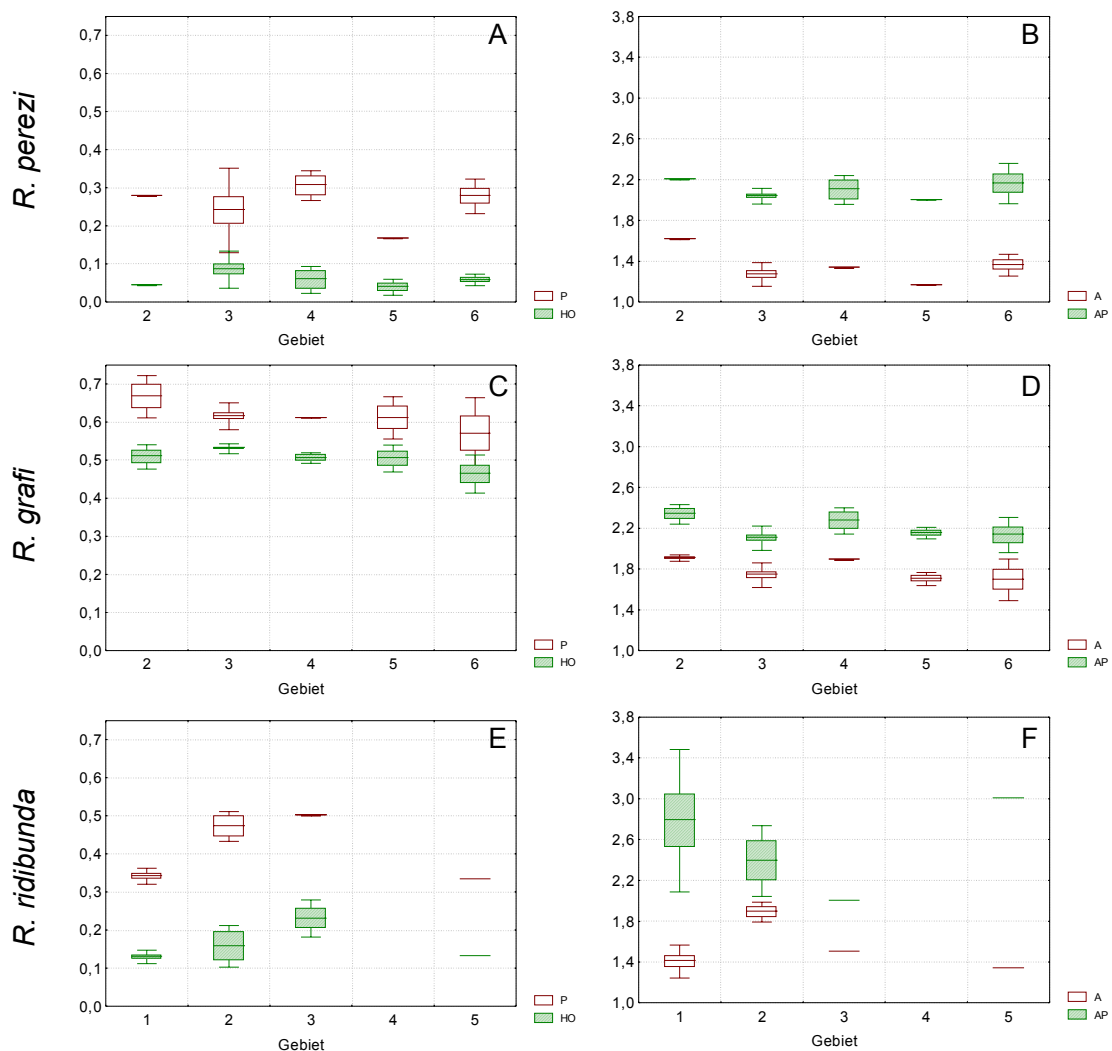 R. perezi
A
0,7
0,6
0,5
0,4
0,3
0,2
0,1
0,0
2 3 4 5 6
Gebiet
P
HO
B
3,8
3,4
3,0
2,6
2,2
1,8
1,4
1,0
2 3 4 5 6
Gebiet
A
AP
R. grafi
C
0,7
0,6
0,5
0,4
0,3
0,2
0,1
0,0
2 3 4 5 6
Gebiet
P
HO
D
3,8
3,4
3,0
2,6
2,2
1,8
1,4
1,0
2 3 4 5 6
Gebiet
A
AP
R. ridibunda
E
0,7
0,6
0,5
0,4
0,3
0,2
0,1
0,0
1 2 3 4 5
Gebiet
P
HO
F
3,8
3,4
3,0
2,6
2,2
1,8
1,4
1,0
1 2 3 4 5
Gebiet
A
AP